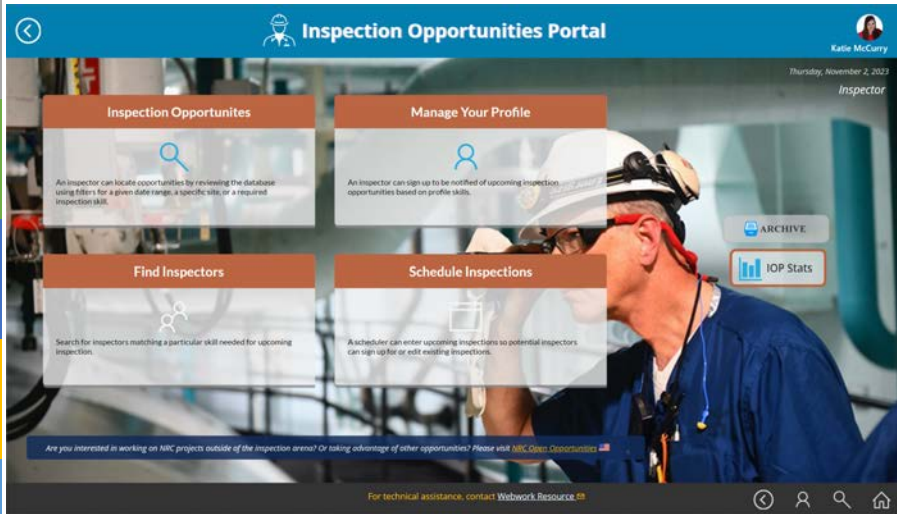 Inspection Opportunities Portal
Katie McCurry
Thursday, November 2, 2023
Inspector
Inspection Opportunites
An inspector can locate opportunities by reviewing the database
using filters for a given date range, a specific site, or a required
inspection skill.
Manage Your Profile
An inspector can sign up to be notified of upcoming inspection
opportunities based on profile skills.
ARCHIVE
IOP Stats
Find Inspectors
Search for inspectors matching a particular skill needed for upcoming
inspection.
Schedule Inspections
A scheduler can enter upcoming inspections so potential inspectors
can sign up for or edit existing inspections.
Are you interested in working on NRC projects outside of the inspection arena? Or taking advantage of other opportunities? Please visit NRC Open Opportunities
For technical assistance, contact Webwork Resource